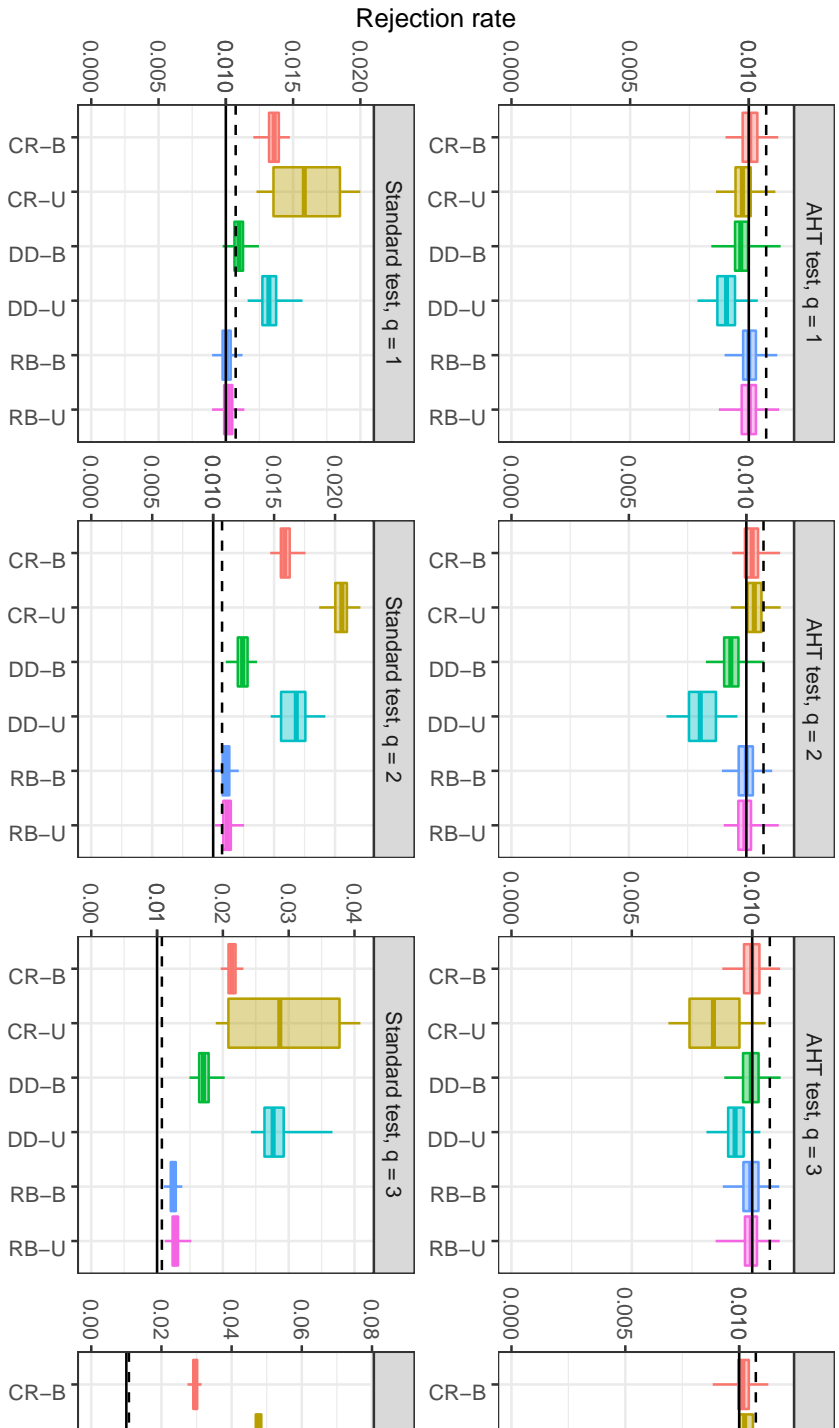 Rejection rate
AHT test, q = 1
0.010
0.005
0.000
CR−B
CR−U
DD−B
DD−U
RB−B
RB−U
AHT test, q = 2
0.010
0.005
0.000
CR−B
CR−U
DD−B
DD−U
RB−B
RB−U
AHT test, q = 3
0.010
0.005
0.000
CR−B
CR−U
DD−B
DD−U
RB−B
RB−U
0.010
0.005
0.000
CR−B
Standard test, q = 1
0.020
0.015
0.010
0.005
0.000
CR−B
CR−U
DD−B
DD−U
RB−B
RB−U
Standard test, q = 2
0.020
0.015
0.010
0.005
0.000
CR−B
CR−U
DD−B
DD−U
RB−B
RB−U
Standard test, q = 3
0.04
0.03
0.02
0.01
0.00
CR−B
CR−U
DD−B
DD−U
RB−B
RB−U
0.08
0.06
0.04
0.02
0.00
CR−B